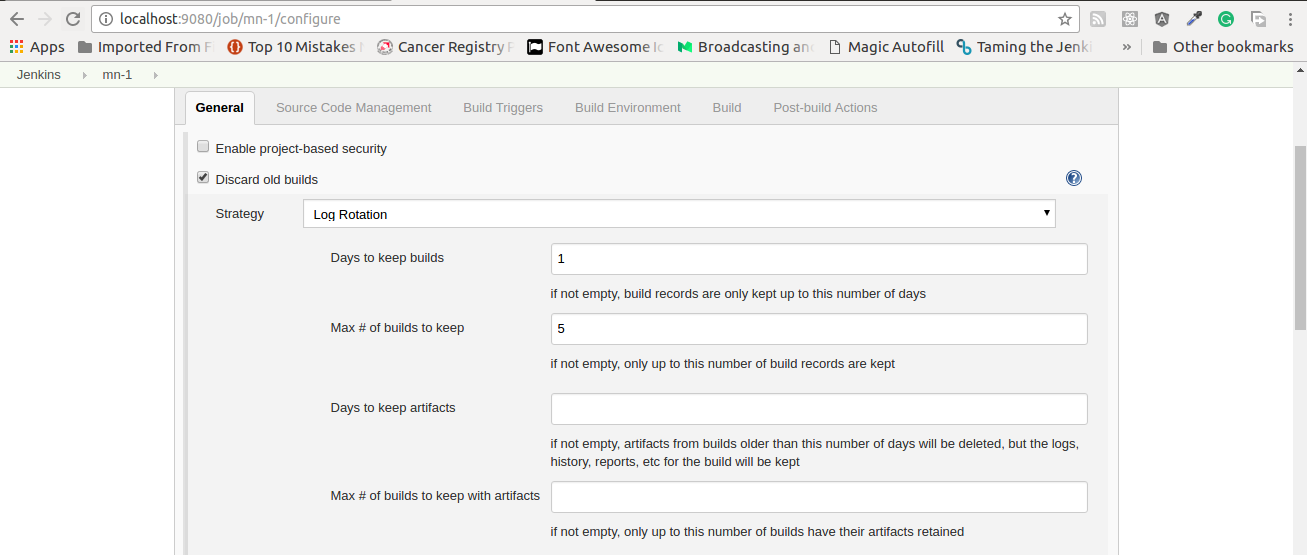 localhost:9080/job/mn-1/configure
Apps Imported From F Top 10 Mistakes Cancer Registry Font Awesome Ic Broadcasting and Magic Autofill Taming the Jenki » Other bookmarks
Jenkins mn-1
General Source Code Management Build Triggers Build Environment Build Post-build Actions
Enable project-based security
Discard old builds ?
Strategy Log Rotation
Days to keep builds 1
if not empty, build records are only kept up to this number of days
Max # of builds to keep 5
if not empty, only up to this number of build records are kept
Days to keep artifacts
if not empty, artifacts from builds older than this number of days will be deleted, but the logs,
history, reports, etc for the build will be kept
Max # of builds to keep with artifacts
if not empty, only up to this number of builds have their artifacts retained